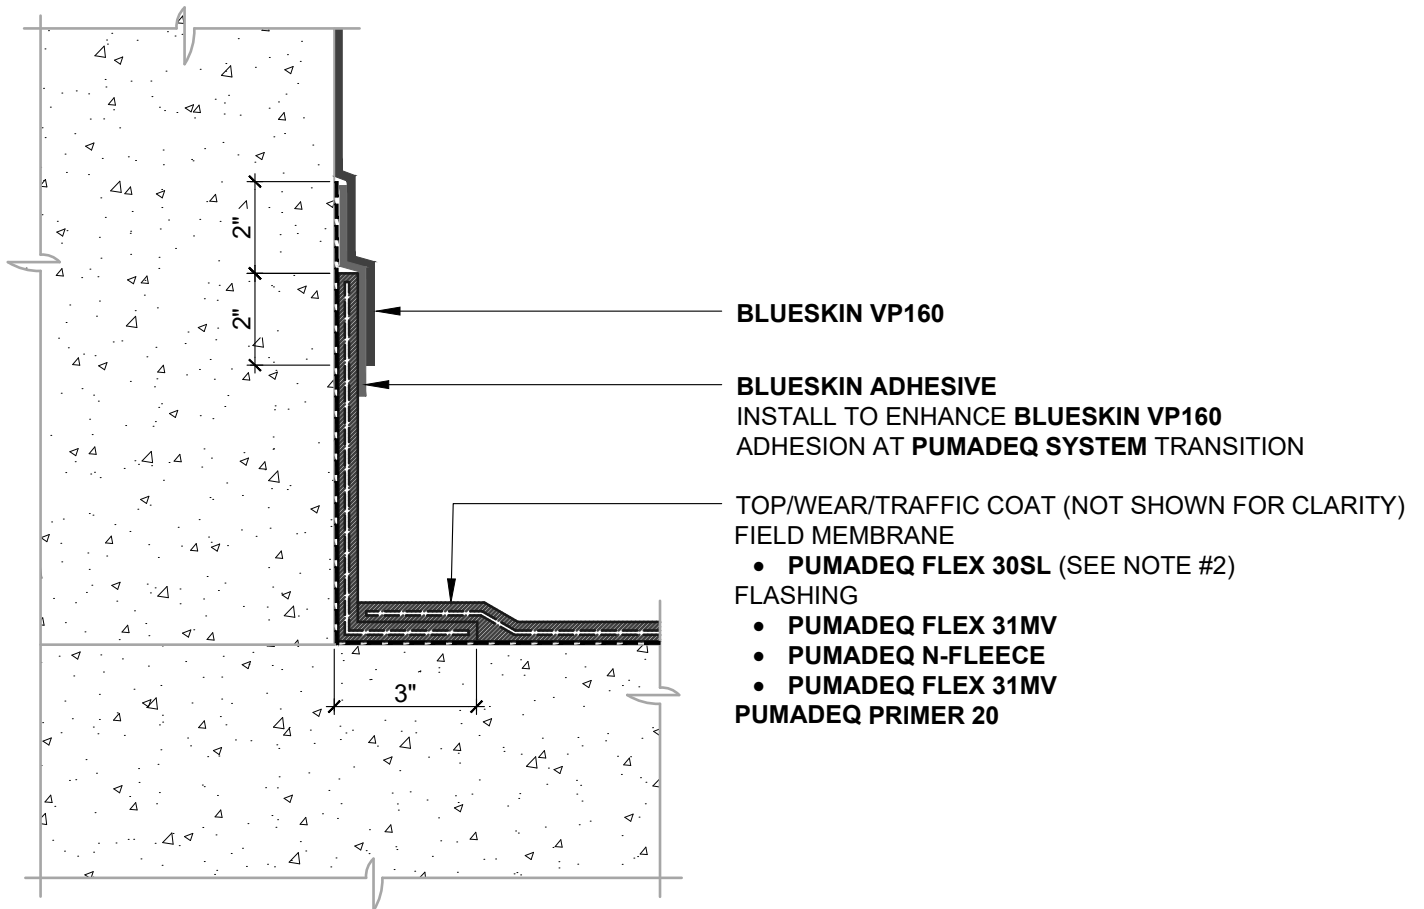 2"
2"
BLUESKIN VP160
BLUESKIN ADHESIVE
INSTALL TO ENHANCE BLUESKIN VP160
ADHESION AT PUMADEQ SYSTEM TRANSITION
TOP/WEAR/TRAFFIC COAT (NOT SHOWN FOR CLARITY)
FIELD MEMBRANE
• PUMADEQ FLEX 30SL (SEE NOTE #2)
FLASHING
• PUMADEQ FLEX 31MV
• PUMADEQ N-FLEECE
• PUMADEQ FLEX 31MV
PUMADEQ PRIMER 20
3"